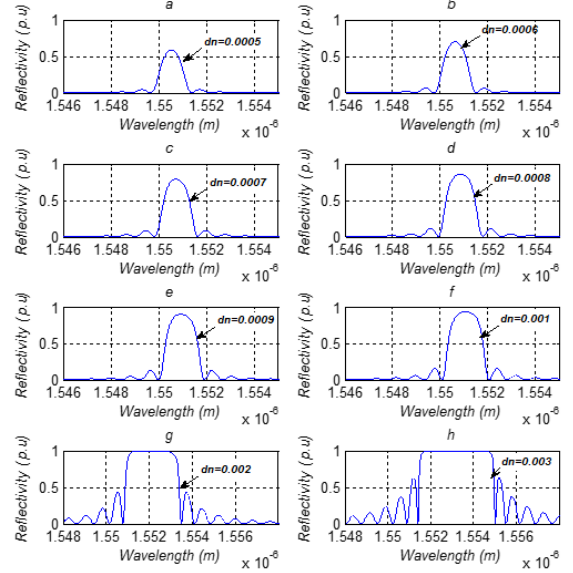 a
b
Reflectivity (p.u)
1
0.5
0
dn=0.0005
1.546 1.548 1.55 1.552 1.554
Wavelength (m)
x 10-6
Reflectivity (p.u)
1
0.5
0
dn=0.0006
1.546 1.548 1.55 1.552 1.554
Wavelength (m)
x 10-6
c
d
Reflectivity (p.u)
1
0.5
0
dn=0.0007
1.546 1.548 1.55 1.552 1.554
Wavelength (m)
x 10-6
Reflectivity (p.u)
1
0.5
0
dn=0.0008
1.546 1.548 1.55 1.552 1.554
Wavelength (m)
x 10-6
e
f
Reflectivity (p.u)
1
0.5
0
dn=0.0009
1.546 1.548 1.55 1.552 1.554
Wavelength (m)
x 10-6
Reflectivity (p.u)
1
0.5
0
dn=0.001
1.546 1.548 1.55 1.552 1.554
Wavelength (m)
x 10-6
g
h
Reflectivity (p.u)
1
0.5
0
dn=0.002
1.548 1.55 1.552 1.554 1.556
Wavelength (m)
x 10-6
Reflectivity (p.u)
1
0.5
0
dn=0.003
1.548 1.55 1.552 1.554 1.556
Wavelength (m)
x 10-6